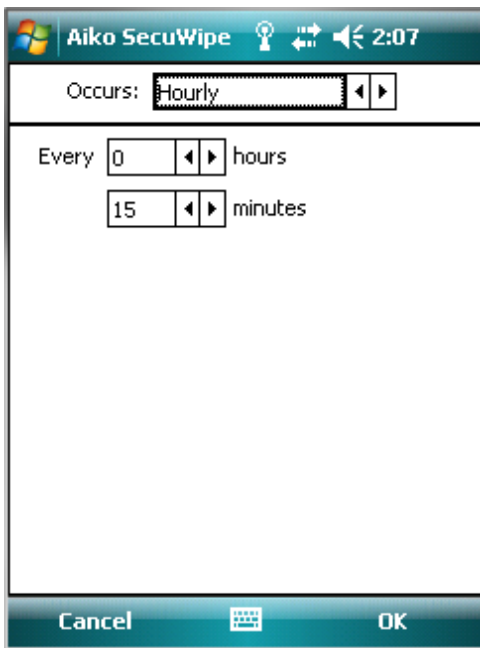 Aiko SecuWipe 2:07
Occurs: Hourly
Every 0 hours
15 minutes
Cancel OK